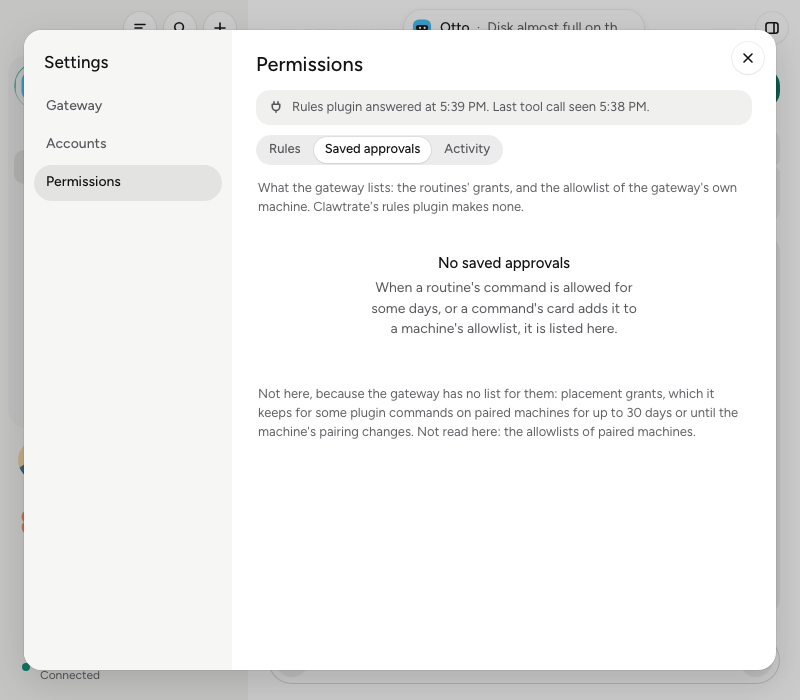 Otto · Disk almost full on th
Settings
Gateway
Accounts
Permissions
Permissions
Rules plugin answered at 5:39 PM. Last tool call seen 5:38 PM.
Rules Saved approvals Activity
What the gateway lists: the routines' grants, and the allowlist of the gateway's own
machine. Clawtrate's rules plugin makes none.
No saved approvals
When a routine's command is allowed for
some days, or a command's card adds it to
a machine's allowlist, it is listed here.
Not here, because the gateway has no list for them: placement grants, which it
keeps for some plugin commands on paired machines for up to 30 days or until the
machine's pairing changes. Not read here: the allowlists of paired machines.
Connected